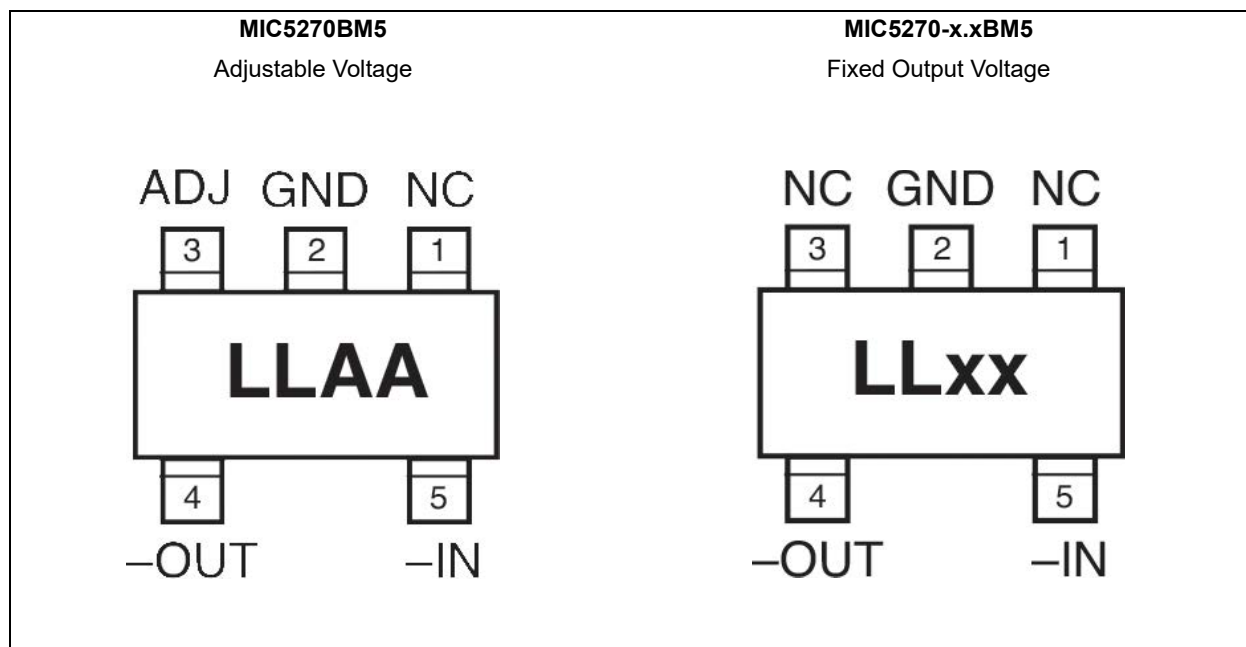 MIC5270BM5
Adjustable Voltage
ADJ GND NC
3 2 1
LLAA
4 5
–OUT –IN
MIC5270-x.xBM5
Fixed Output Voltage
NC GND NC
3 2 1
LLxx
4 5
–OUT –IN